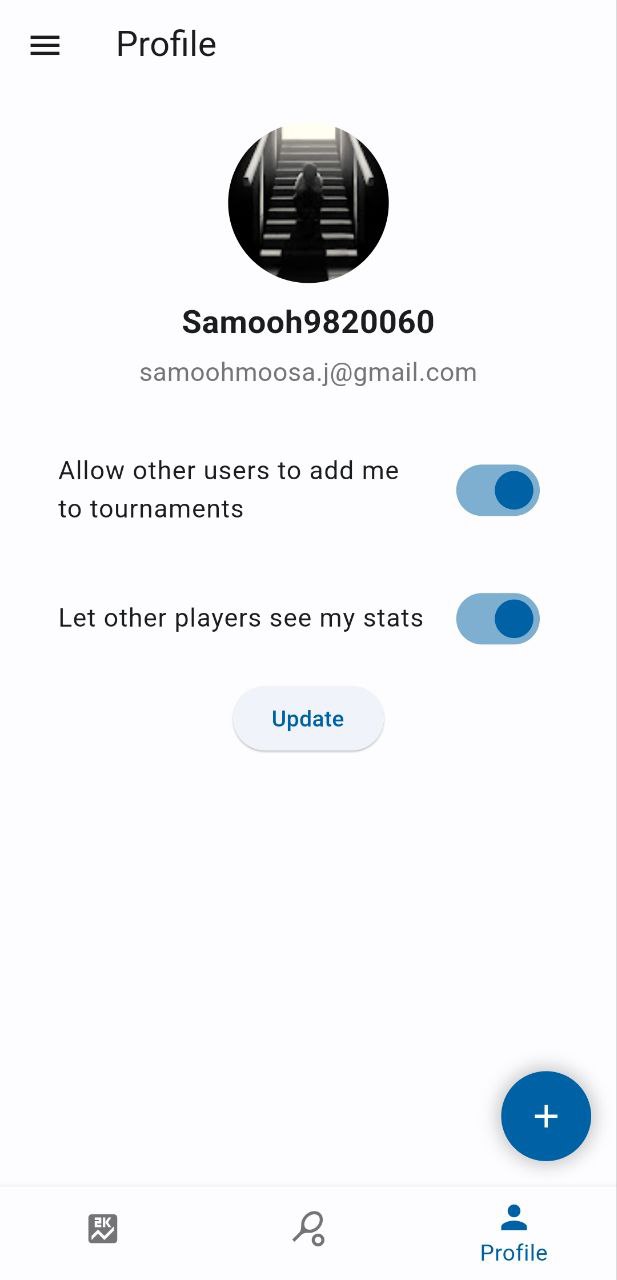 Profile
Samooh9820060
samoohmoosa.j@gmail.com
Allow other users to add me
to tournaments
Let other players see my stats
Update
+
2K
Profile